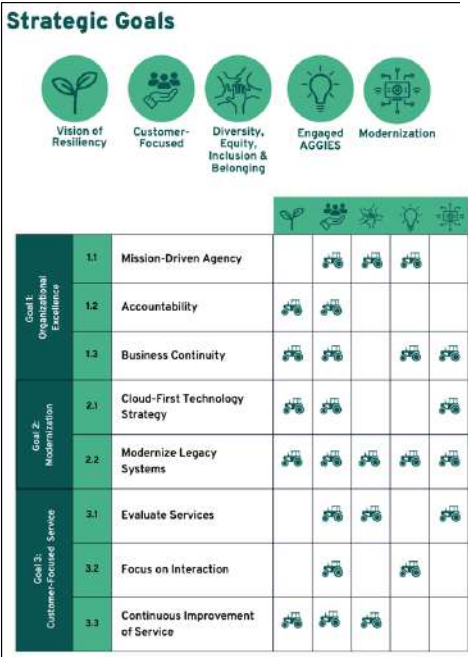 Strategic Goals
Vision of
Resiliency
Customer-
Focused
Diversity,
Equity,
Inclusion &
Belonging
Engaged
AGGIES
Modernization
Goal 1:
Organizational
Excellence
1.1
Mission-Driven Agency
1.2
Accountability
1.3
Business Continuity
Goal 2:
Modernization
2.1
Cloud-First Technology
Strategy
2.2
Modernize Legacy
Systems
Goal 3:
Customer-Focused Service
3.1
Evaluate Services
3.2
Focus on Interaction
3.3
Continuous Improvement
of Service